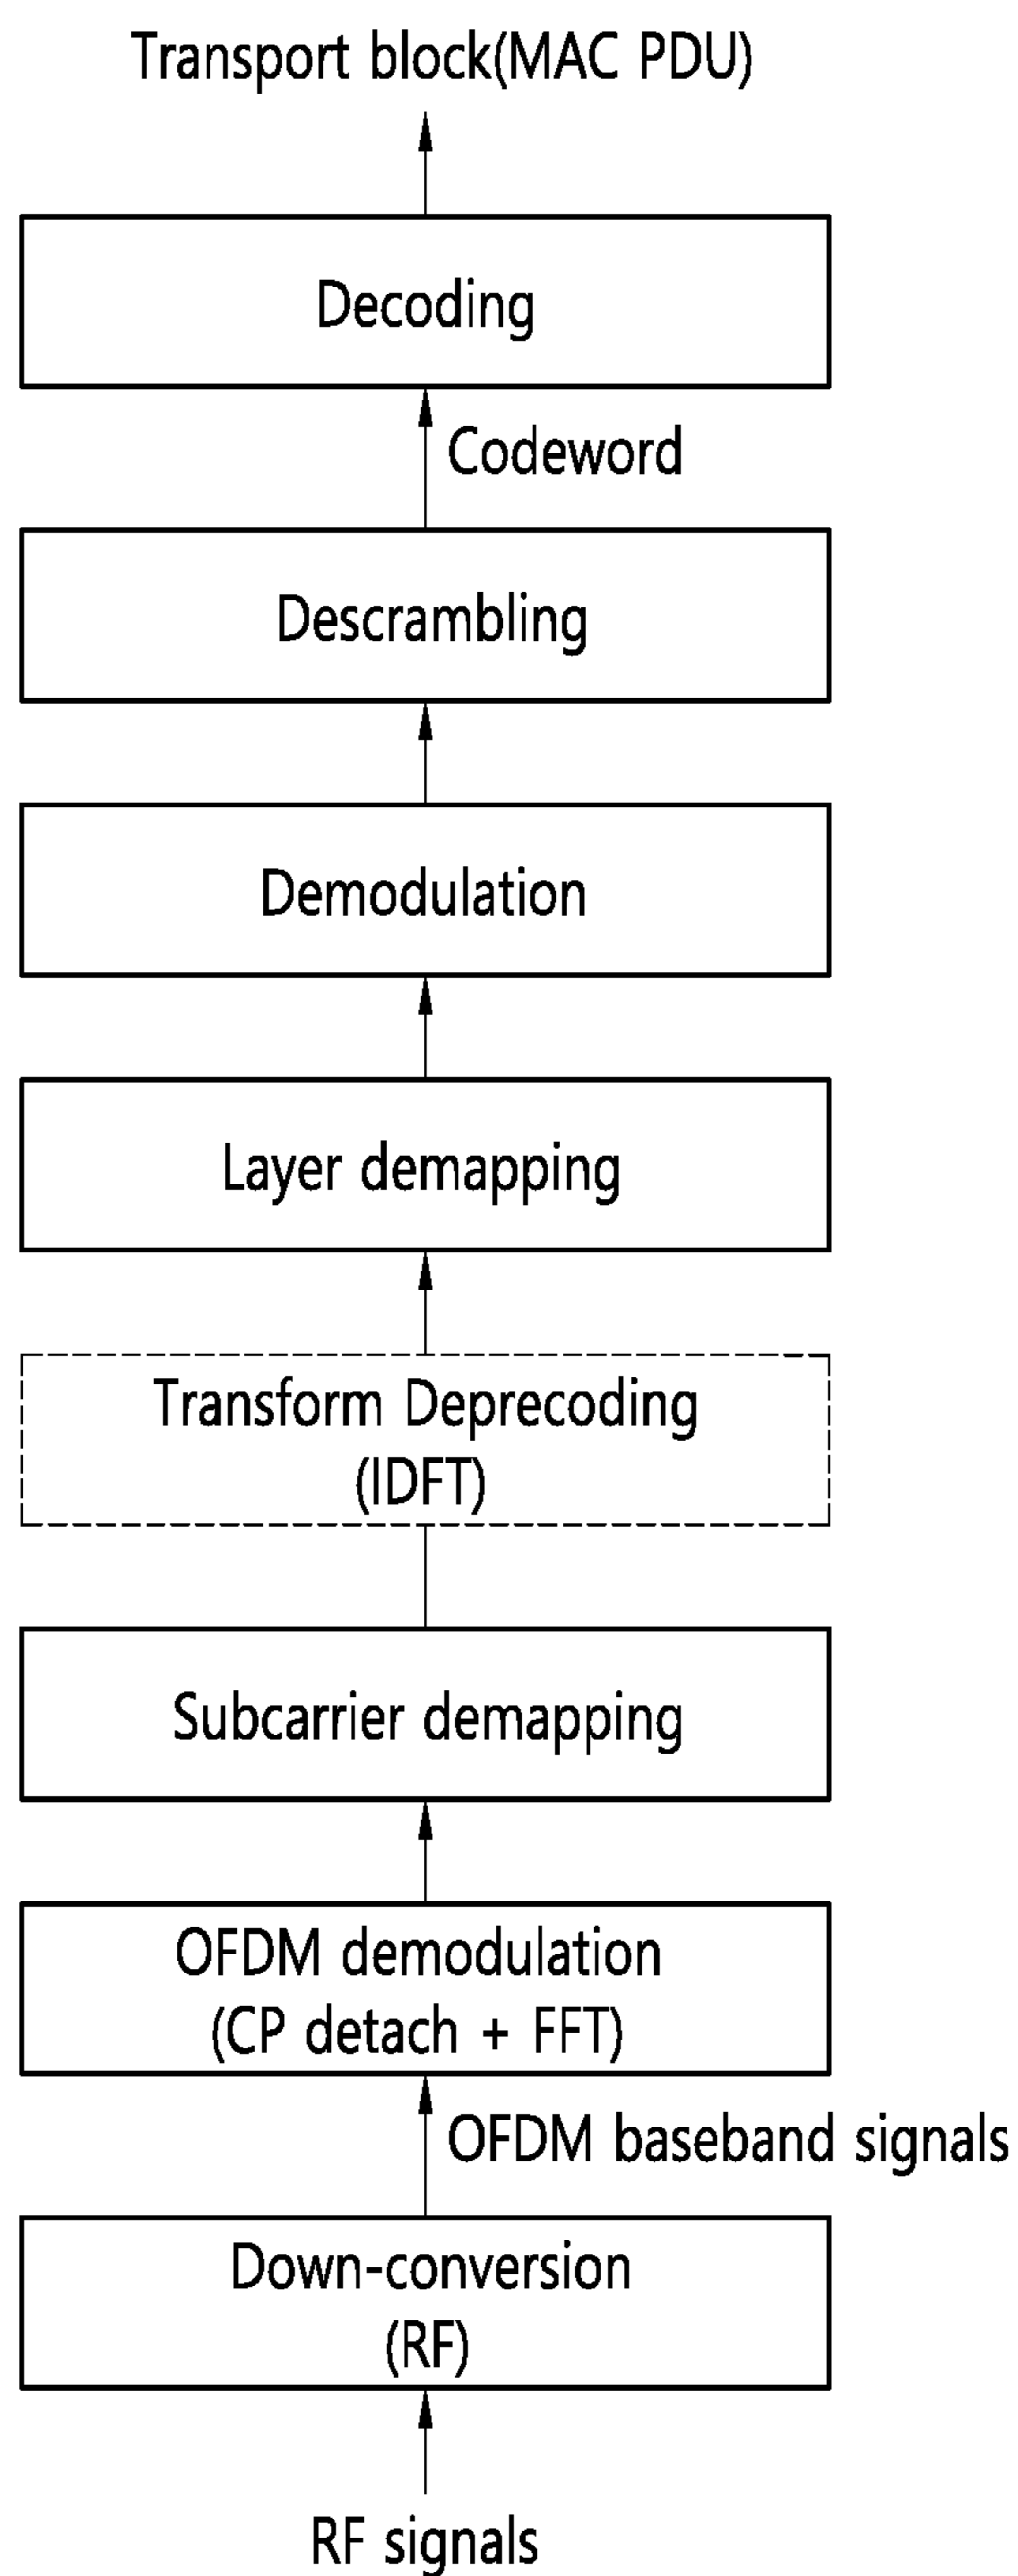 Transport block(MAC PDU)
Decoding
Codeword
Descrambling
Demodulation
Layer demapping
Transform Deprecoding
(IDFT)
Subcarrier demapping
OFDM demodulation
(CP detach + FFT)
OFDM baseband signals
Down-conversion
(RF)
RF signals